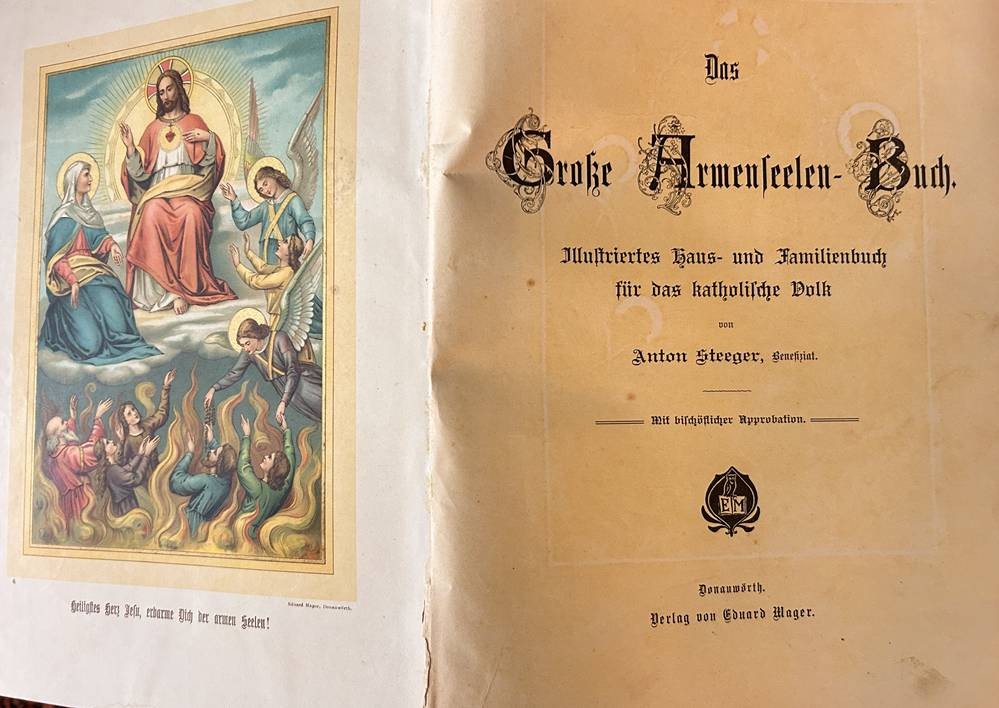 Eduard Mager, Donauwörth.
Heiligstes Herz Jesu, erbarme Dich der armen Seelen!
Das
Große Armenseelen-Buch.
Illustriertes Haus- und Familienbuch
für das katholische Volk
von
Anton Steeger, Benefiziat.
Mit bischöflicher Approbation.
EM
Donauwörth.
Verlag von Eduard Mager.